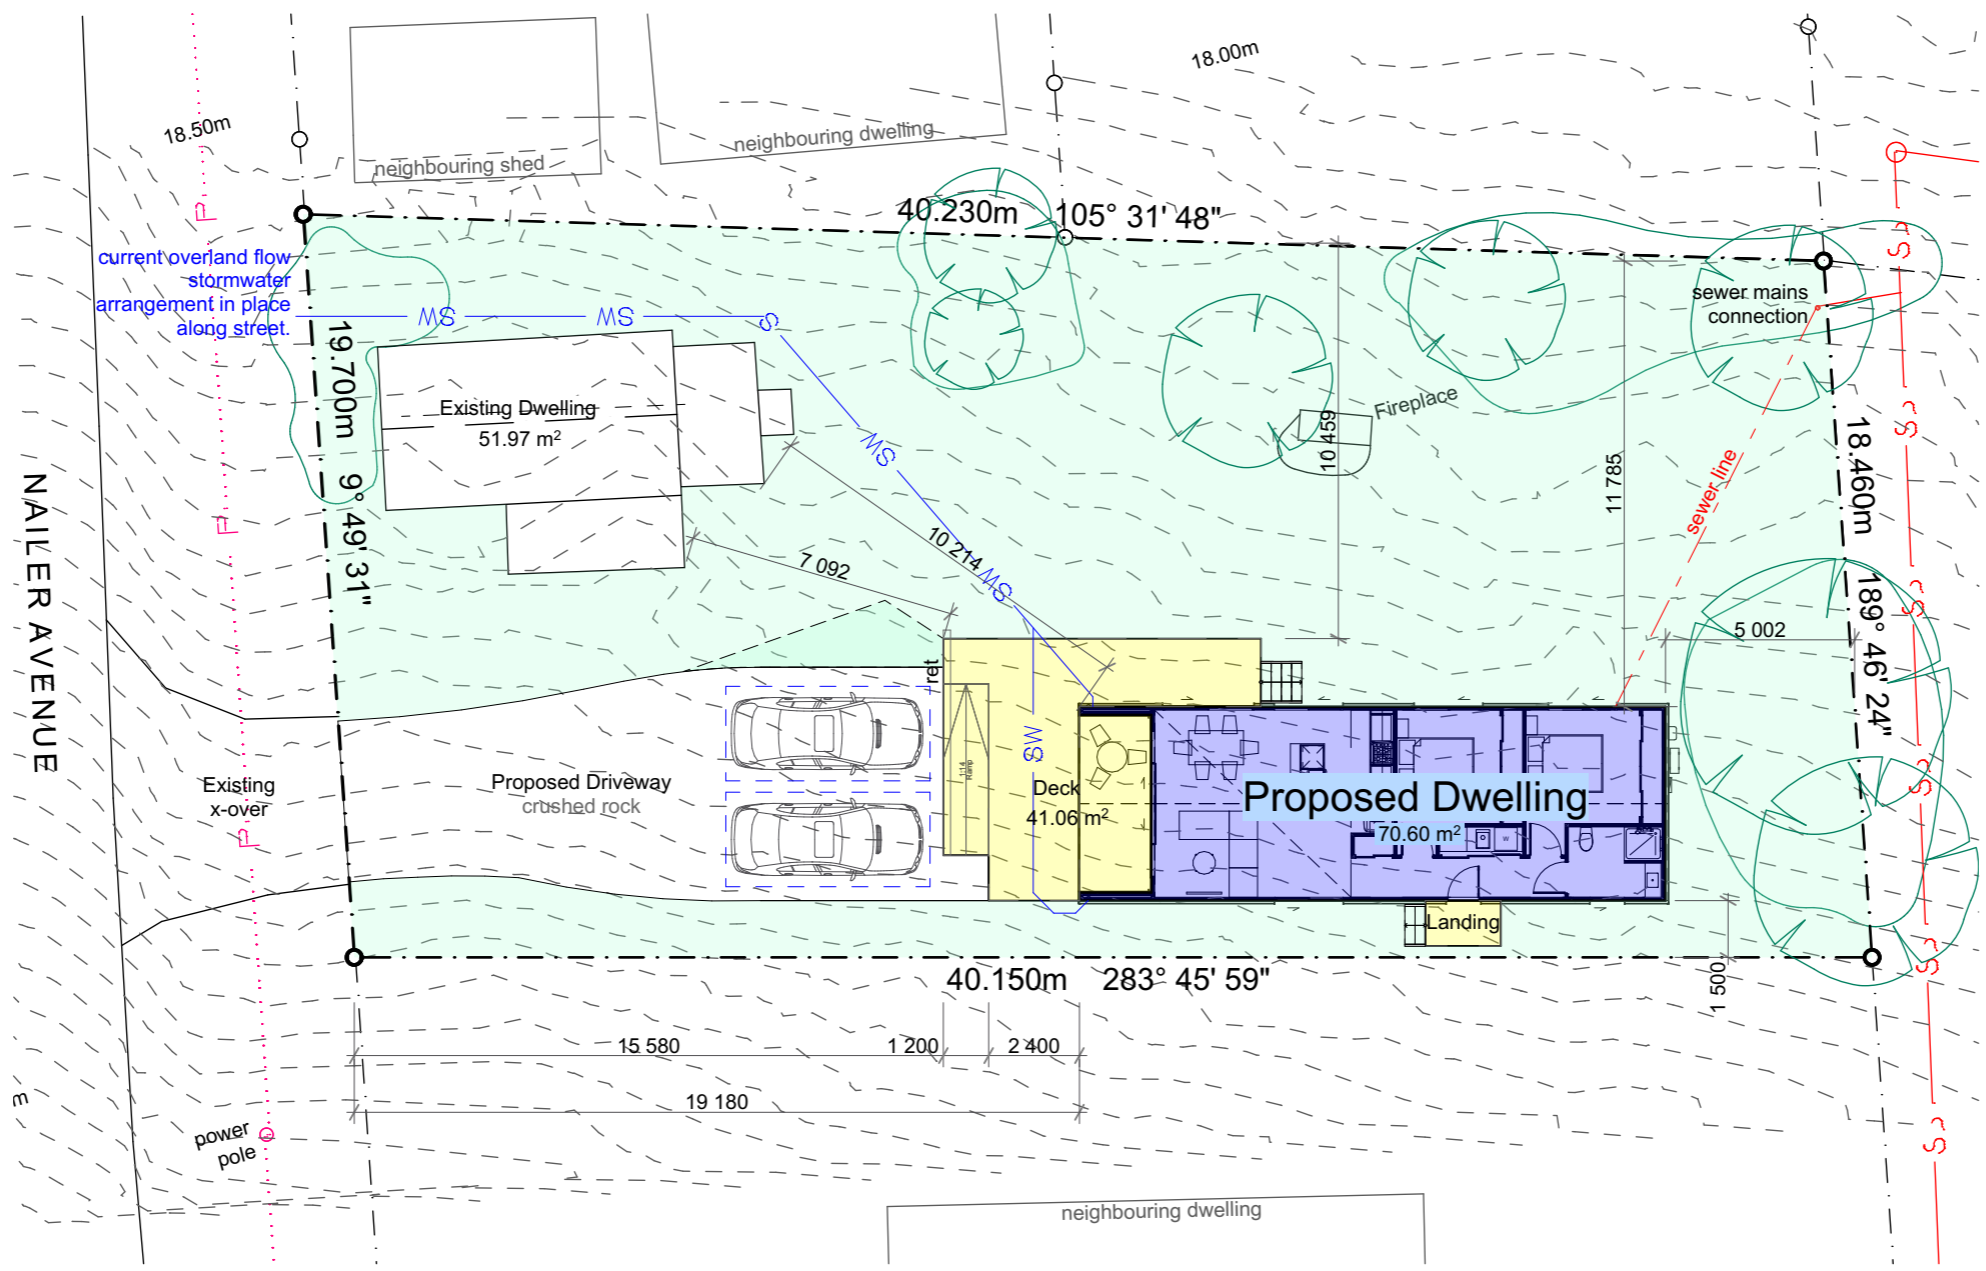 18.00m
18.50m
neighbouring dwelling
neighbouring shed
40.230m 105° 31' 48"
current overland flow
stormwater
arrangement in place
along street.
SW
SW
S
sewer mains
connection
S
S
19.700m 9° 49' 31"
Existing Dwelling
51.97 m²
SW
Fireplace
10 459
11 785
sewer line
18.460m
189° 46' 24"
P
P
P
NAILER AVENUE
7 092
10 214
SW
5 002
S
S
S
S
S
ret
1:14
Ramp
SW
Existing
x-over
Proposed Driveway
crushed rock
Deck
41.06 m²
Proposed Dwelling
70.60 m²
W
Landing
40.150m 283° 45' 59"
1 500
15 580
1 200
2 400
19 180
m
power
pole
neighbouring dwelling